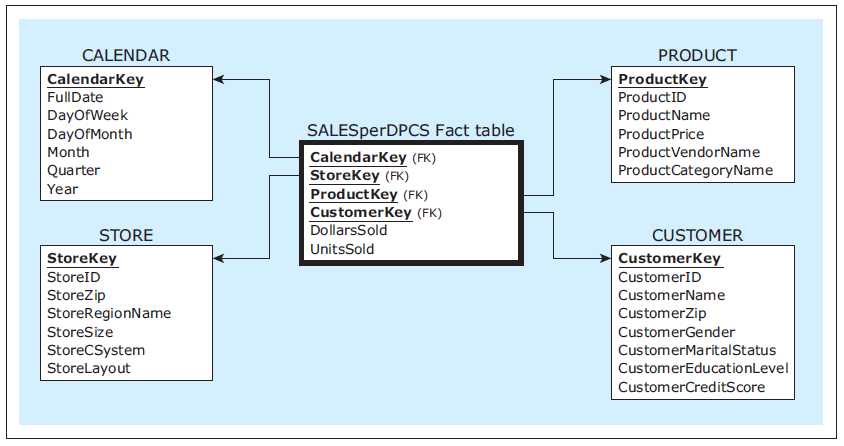 CALENDAR
CalendarKey
FullDate
DayOfWeek
DayOfMonth
Month
Quarter
Year
STORE
StoreKey
StoreID
StoreZip
StoreRegionName
StoreSize
StoreCSystem
StoreLayout
SALESperDPCS Fact table
CalendarKey (FK)
StoreKey (FK)
ProductKey (FK)
CustomerKey (FK)
DollarsSold
UnitsSold
PRODUCT
ProductKey
ProductID
ProductName
ProductPrice
ProductVendorName
ProductCategoryName
CUSTOMER
CustomerKey
CustomerID
CustomerName
CustomerZip
CustomerGender
CustomerMaritalStatus
CustomerEducationLevel
CustomerCreditScore